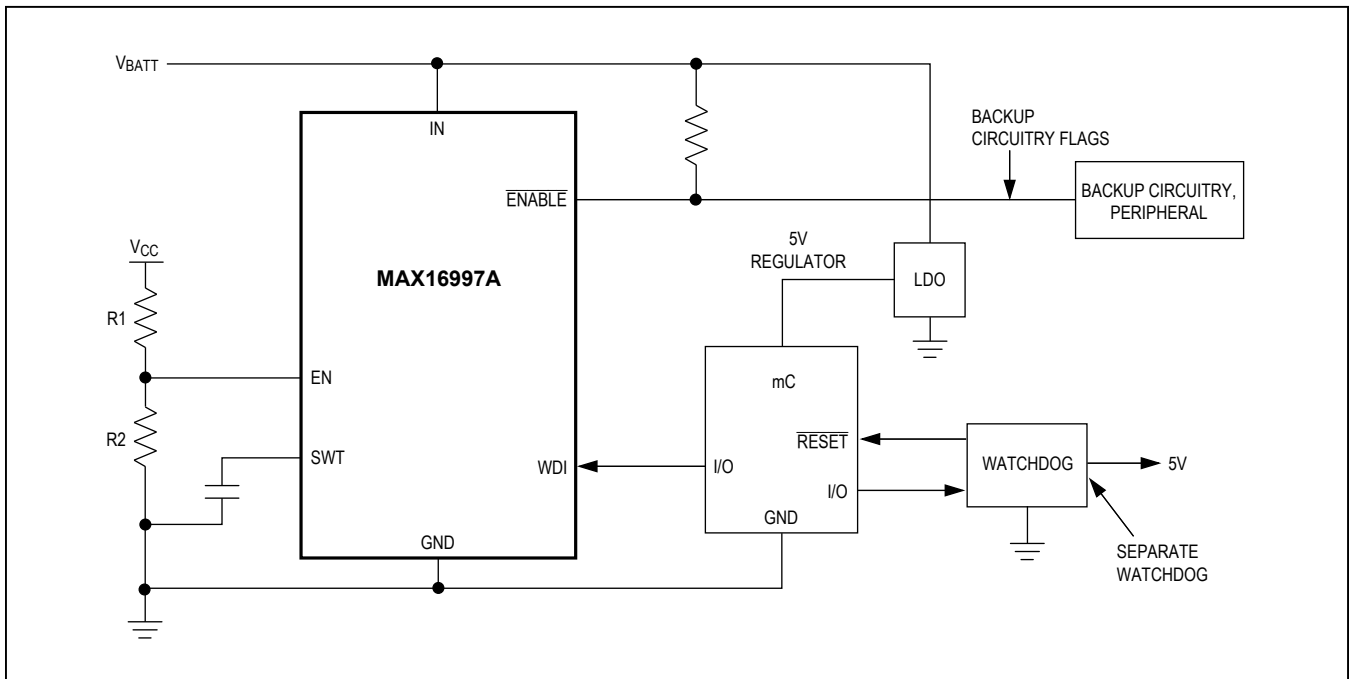 VBATT
IN
BACKUP
CIRCUITRY FLAGS
ENABLE
BACKUP CIRCUITRY,
PERIPHERAL
VCC
5V
REGULATOR
MAX16997A
LDO
R1
EN
mC
R2
SWT
RESET
WDI
I/O
WATCHDOG
5V
I/O
GND
GND
SEPARATE
WATCHDOG